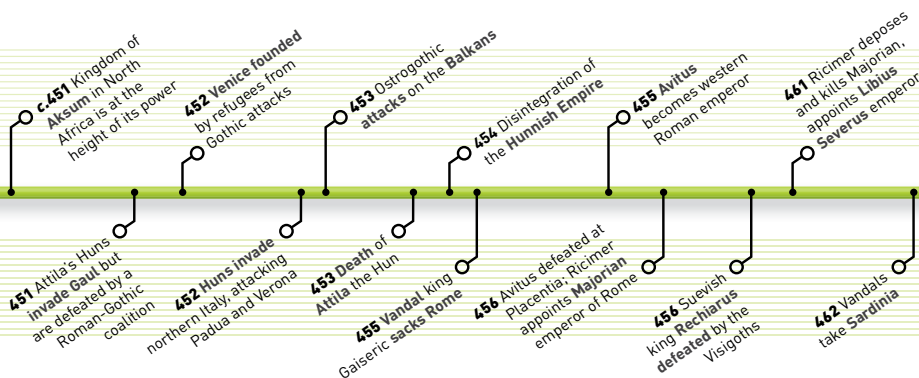 c.451 Kingdom of
Aksum in North
Africa is at the
height of its power
451 Attila's Huns
invade Gaul but
are defeated by a
Roman–Gothic
coalition
452 Venice founded
by refugees from
Gothic attacks
452 Huns invade
northern Italy, attacking
Padua and Verona
453 Ostrogothic
attacks on the Balkans
453 Death of
Attila the Hun
454 Disintegration of
the Hunnish Empire
455 Vandal king
Gaiseric sacks Rome
455 Avitus
becomes western
Roman emperor
456 Avitus defeated at
Placentia; Ricimer
appoints Majorian
emperor of Rome
456 Suevish
king Rechiarus
defeated by the
Visigoths
461 Ricimer deposes
and kills Majorian,
appoints Libius
Severus emperor
462 Vandals
take Sardinia